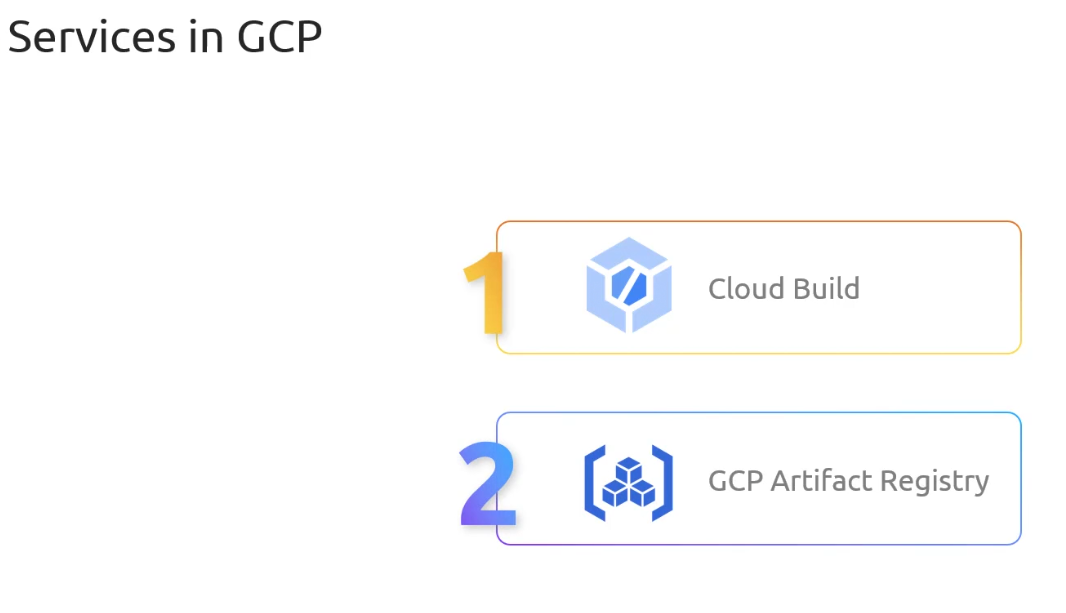 Services in GCP
1
Cloud Build
2
GCP Artifact Registry